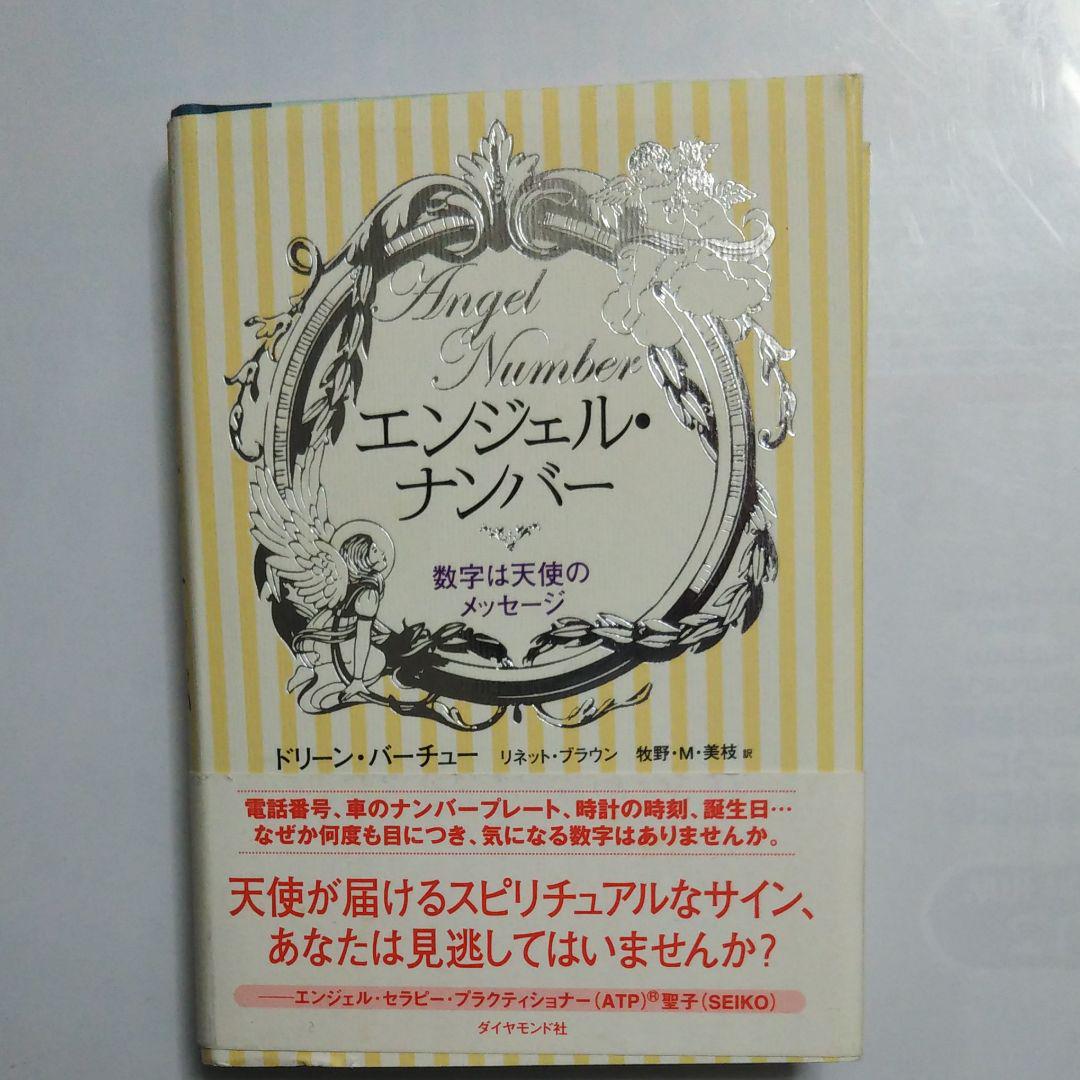 Angel
Number
エンジェル・
ナンバー
数字は天使の
メッセージ
ドリーン・バーチュー リネット・ブラウン 牧野・M・美枝 訳
電話番号、車のナンバープレート、時計の時刻、誕生日…
なぜか何度も目につき、気になる数字はありませんか。
天使が届けるスピリチュアルなサイン、
あなたは見逃してはいませんか?
――エンジェル・セラピー・プラクティショナー(ATP)®聖子(SEIKO)
ダイヤモンド社